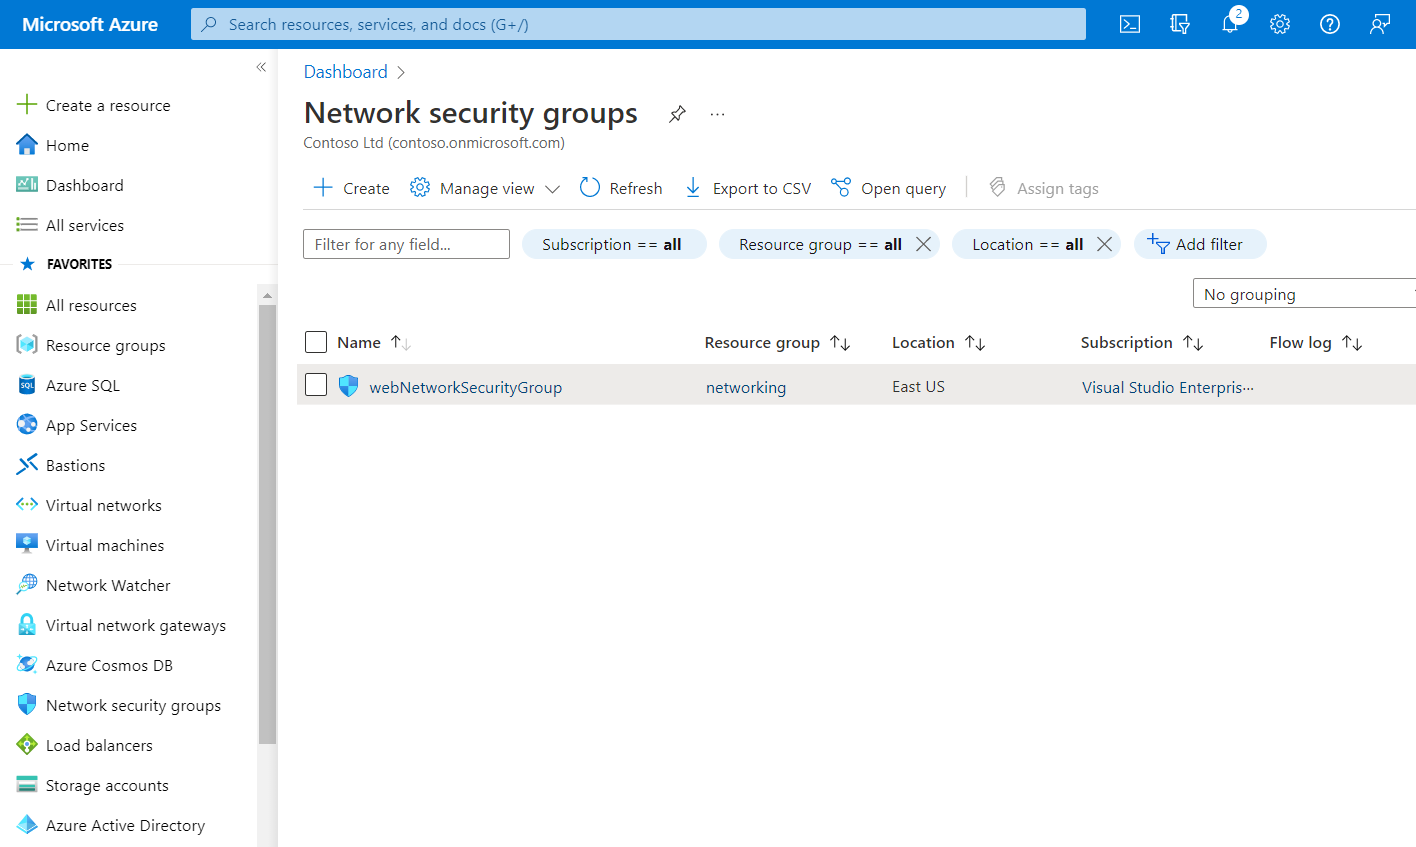 Microsoft Azure
Search resources, services, and docs (G+/)
2
«
Create a resource
Home
Dashboard
All services
FAVORITES
All resources
Resource groups
Azure SQL
App Services
Bastions
Virtual networks
Virtual machines
Network Watcher
Virtual network gateways
Azure Cosmos DB
Network security groups
Load balancers
Storage accounts
Azure Active Directory
Dashboard >
Network security groups ...
Contoso Ltd (contoso.onmicrosoft.com)
Create Manage view Refresh Export to CSV Open query Assign tags
Filter for any field... Subscription == all Resource group == all Location == all Add filter
No grouping
Name Resource group Location Subscription Flow log
SQL
webNetworkSecurityGroup networking East US Visual Studio Enterpris...